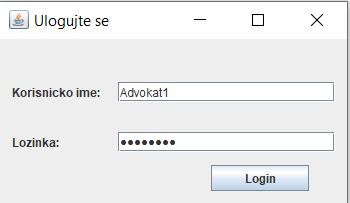 Ulogujte se
Korisnicko ime: Advokat1
Lozinka: ●●●●●●●●
Login